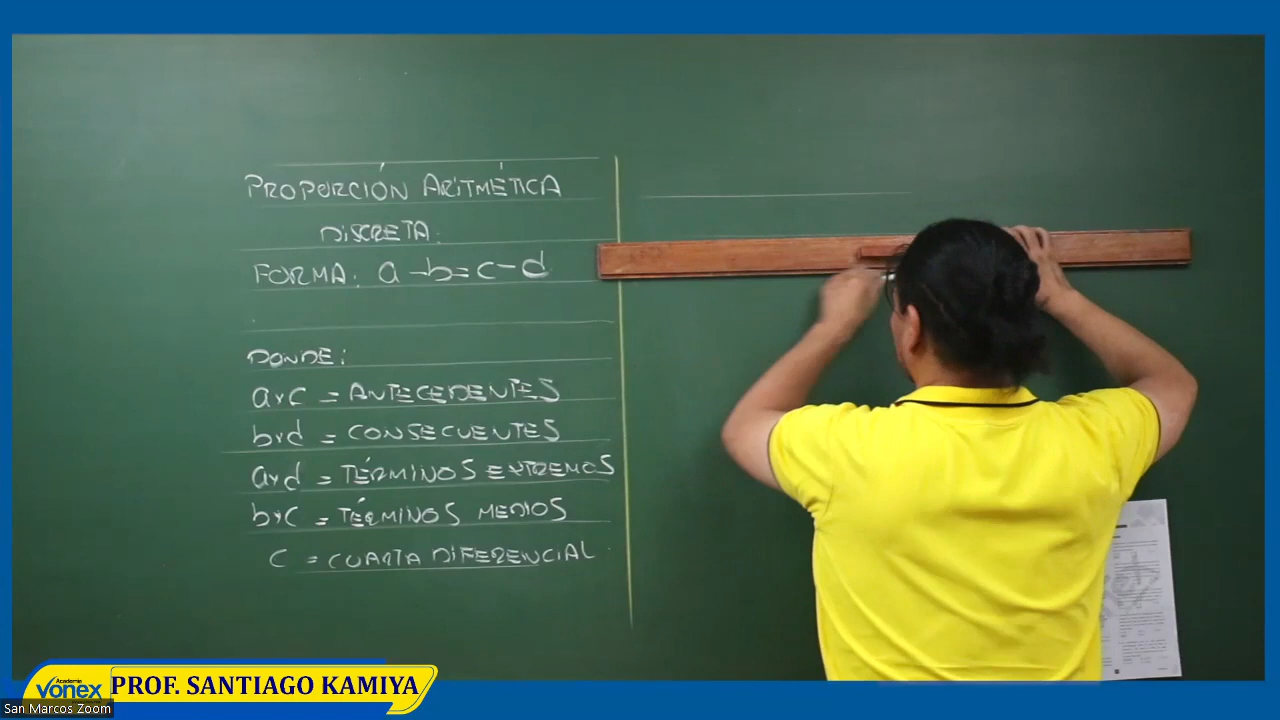 PROPORCIÓN ARITMÉTICA
DISCRETA:
FORMA: a - b = c - d
DONDE:
a y c = ANTECEDENTES
b y d = CONSECUENTES
a y d = TÉRMINOS EXTREMOS
b y c = TÉRMINOS MEDIOS
c = CUARTA DIFERENCIAL
Academia
VONEX
PROF. SANTIAGO KAMIYA
San Marcos Zoom